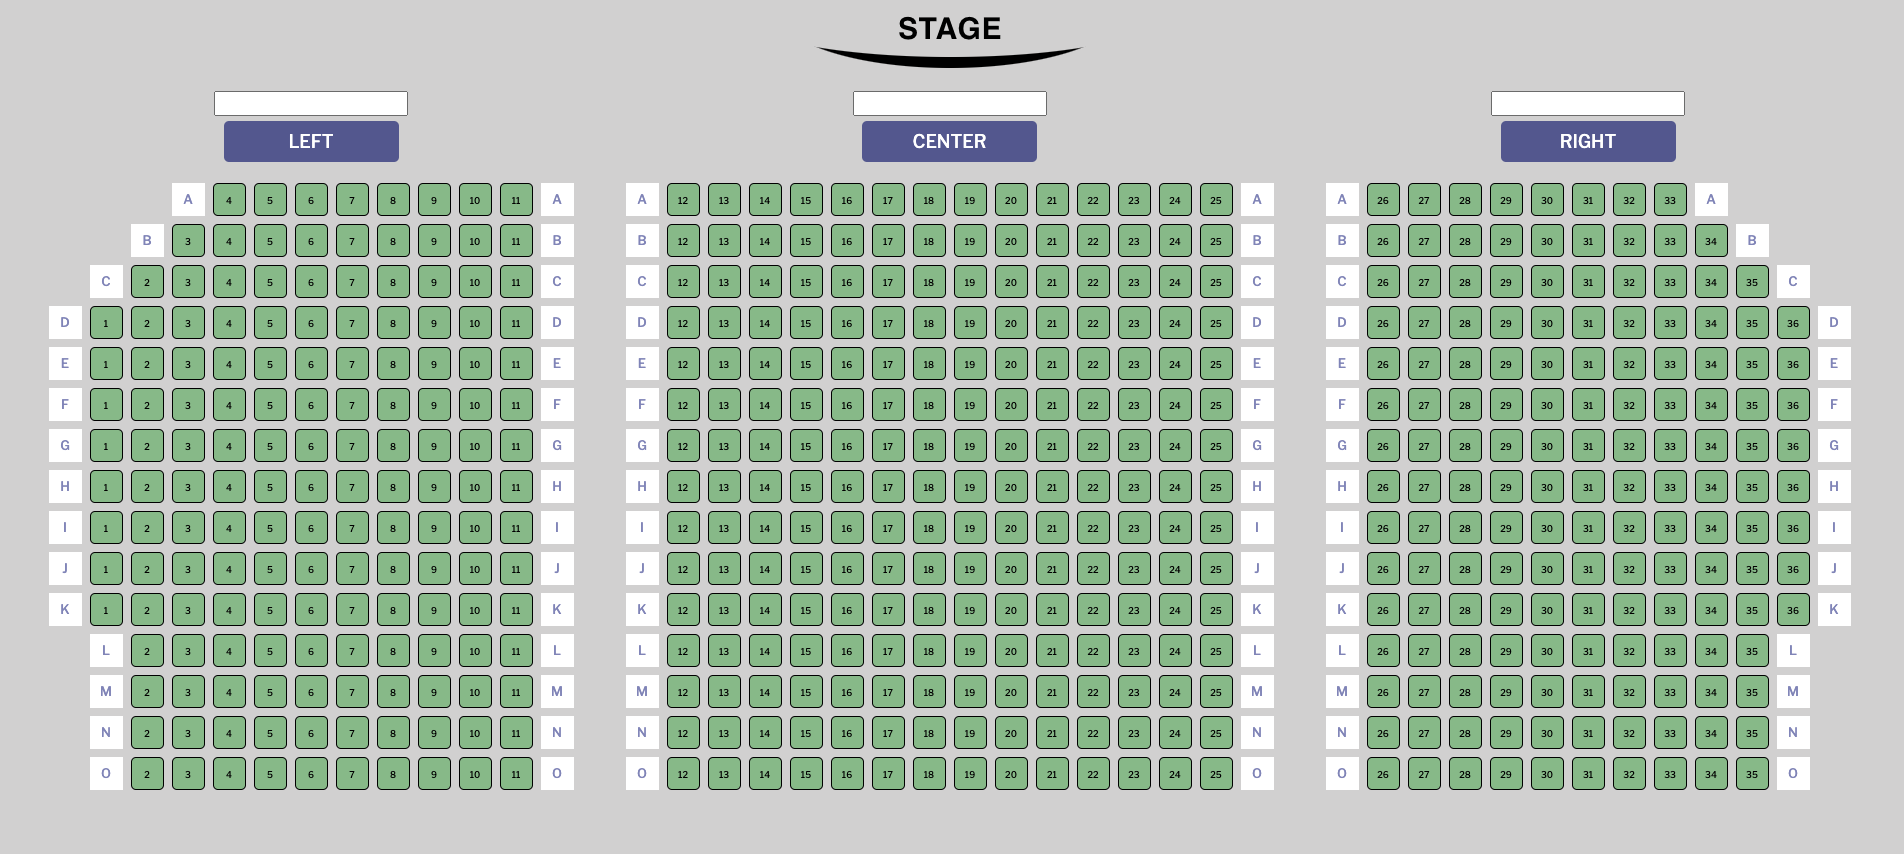 STAGE
LEFT CENTER RIGHT
A 4 5 6 7 8 9 10 11 A A 12 13 14 15 16 17 18 19 20 21 22 23 24 25 A A 26 27 28 29 30 31 32 33 A
B 3 4 5 6 7 8 9 10 11 B B 12 13 14 15 16 17 18 19 20 21 22 23 24 25 B B 26 27 28 29 30 31 32 33 34 B
C 2 3 4 5 6 7 8 9 10 11 C C 12 13 14 15 16 17 18 19 20 21 22 23 24 25 C C 26 27 28 29 30 31 32 33 34 35 C
D 1 2 3 4 5 6 7 8 9 10 11 D D 12 13 14 15 16 17 18 19 20 21 22 23 24 25 D D 26 27 28 29 30 31 32 33 34 35 36 D
E 1 2 3 4 5 6 7 8 9 10 11 E E 12 13 14 15 16 17 18 19 20 21 22 23 24 25 E E 26 27 28 29 30 31 32 33 34 35 36 E
F 1 2 3 4 5 6 7 8 9 10 11 F F 12 13 14 15 16 17 18 19 20 21 22 23 24 25 F F 26 27 28 29 30 31 32 33 34 35 36 F
G 1 2 3 4 5 6 7 8 9 10 11 G G 12 13 14 15 16 17 18 19 20 21 22 23 24 25 G G 26 27 28 29 30 31 32 33 34 35 36 G
H 1 2 3 4 5 6 7 8 9 10 11 H H 12 13 14 15 16 17 18 19 20 21 22 23 24 25 H H 26 27 28 29 30 31 32 33 34 35 36 H
I 1 2 3 4 5 6 7 8 9 10 11 I I 12 13 14 15 16 17 18 19 20 21 22 23 24 25 I I 26 27 28 29 30 31 32 33 34 35 36 I
J 1 2 3 4 5 6 7 8 9 10 11 J J 12 13 14 15 16 17 18 19 20 21 22 23 24 25 J J 26 27 28 29 30 31 32 33 34 35 36 J
K 1 2 3 4 5 6 7 8 9 10 11 K K 12 13 14 15 16 17 18 19 20 21 22 23 24 25 K K 26 27 28 29 30 31 32 33 34 35 36 K
L 2 3 4 5 6 7 8 9 10 11 L L 12 13 14 15 16 17 18 19 20 21 22 23 24 25 L L 26 27 28 29 30 31 32 33 34 35 L
M 2 3 4 5 6 7 8 9 10 11 M M 12 13 14 15 16 17 18 19 20 21 22 23 24 25 M M 26 27 28 29 30 31 32 33 34 35 M
N 2 3 4 5 6 7 8 9 10 11 N N 12 13 14 15 16 17 18 19 20 21 22 23 24 25 N N 26 27 28 29 30 31 32 33 34 35 N
O 2 3 4 5 6 7 8 9 10 11 O O 12 13 14 15 16 17 18 19 20 21 22 23 24 25 O O 26 27 28 29 30 31 32 33 34 35 O